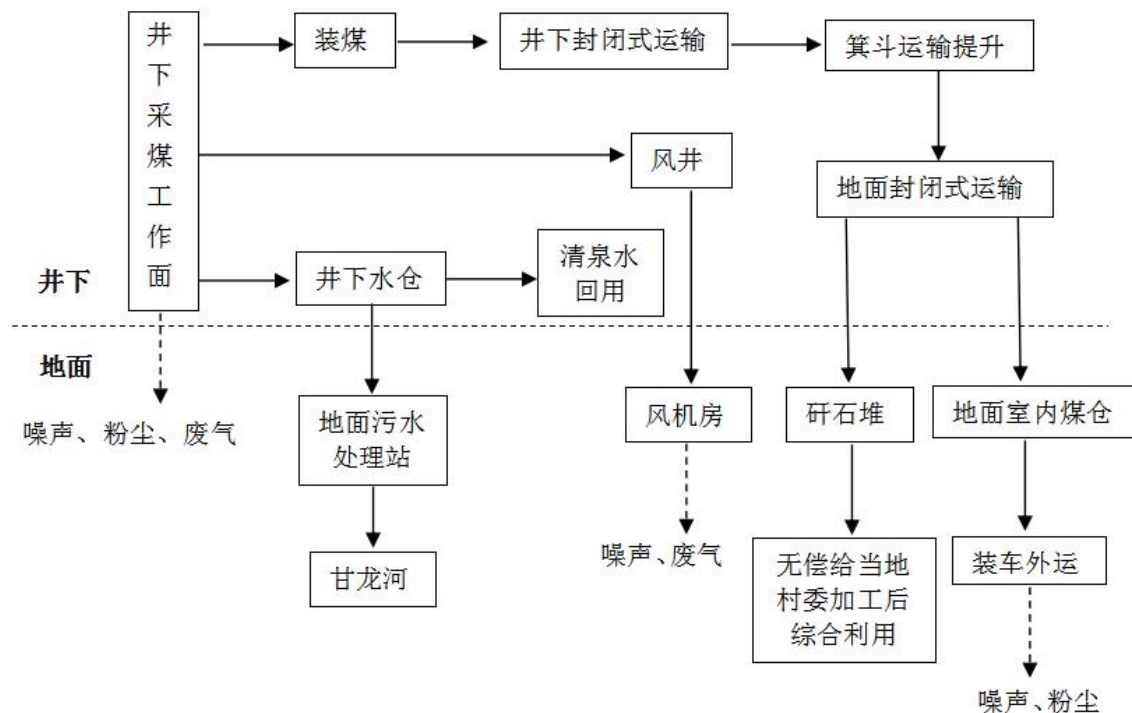 井下采煤工作面
装煤
井下封闭式运输
箕斗运输提升
风井
地面封闭式运输
井下水仓
清泉水
回用
井下
地面
噪声、粉尘、废气
地面污水
处理站
风机房
矸石堆
地面室内煤仓
甘龙河
噪声、废气
无偿给当地
村委加工后
综合利用
装车外运
噪声、粉尘